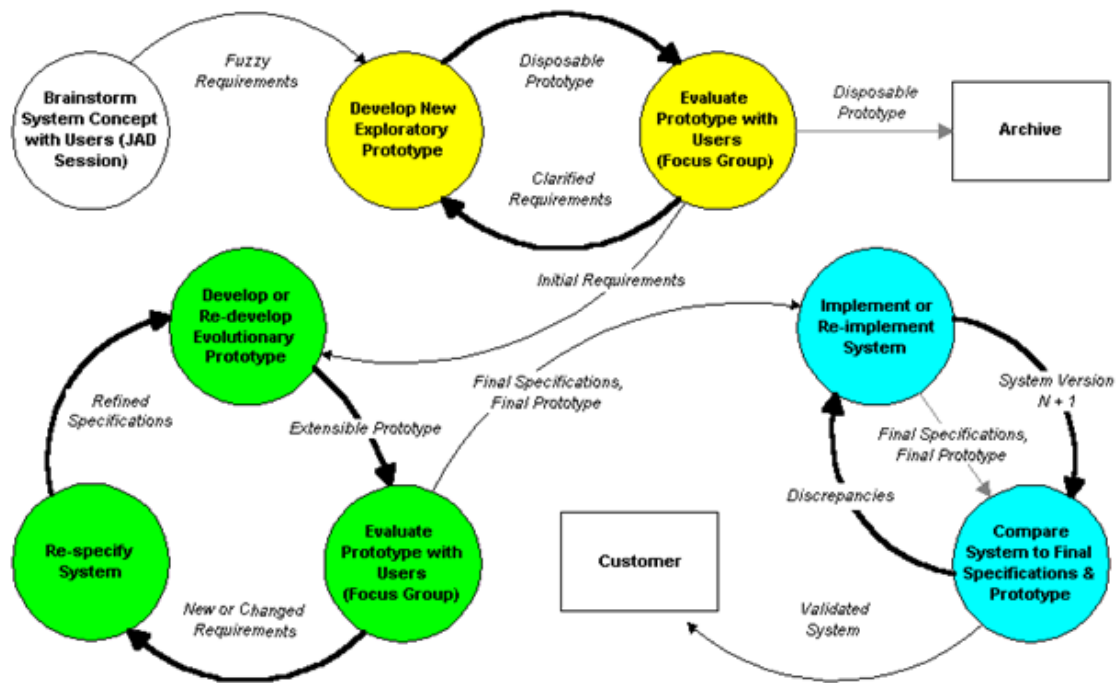 Fuzzy
Requirements
Disposable
Prototype
Brainstorm
System Concept
with Users (JAD
Session)
Develop New
Exploratory
Prototype
Evaluate
Prototype with
Users
(Focus Group)
Disposable
Prototype
Archive
Clarified
Requirements
Initial Requirements
Develop or
Re-develop
Evolutionary
Prototype
Implement or
Re-implement
System
Refined
Specifications
Extensible Prototype
Final Specifications,
Final Prototype
System Version
N + 1
Final Specifications,
Final Prototype
Discrepancies
Re-specify
System
Evaluate
Prototype with
Users
(Focus Group)
Customer
Compare
System to Final
Specifications &
Prototype
New or Changed
Requirements
Validated
System